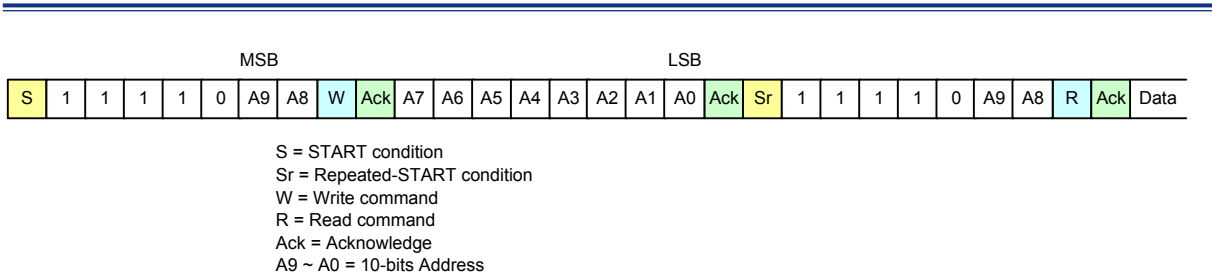 MSB LSB
S 1 1 1 1 0 A9 A8 W Ack A7 A6 A5 A4 A3 A2 A1 A0 Ack Sr 1 1 1 1 0 A9 A8 R Ack Data
S = START condition
Sr = Repeated-START condition
W = Write command
R = Read command
Ack = Acknowledge
A9 ~ A0 = 10-bits Address